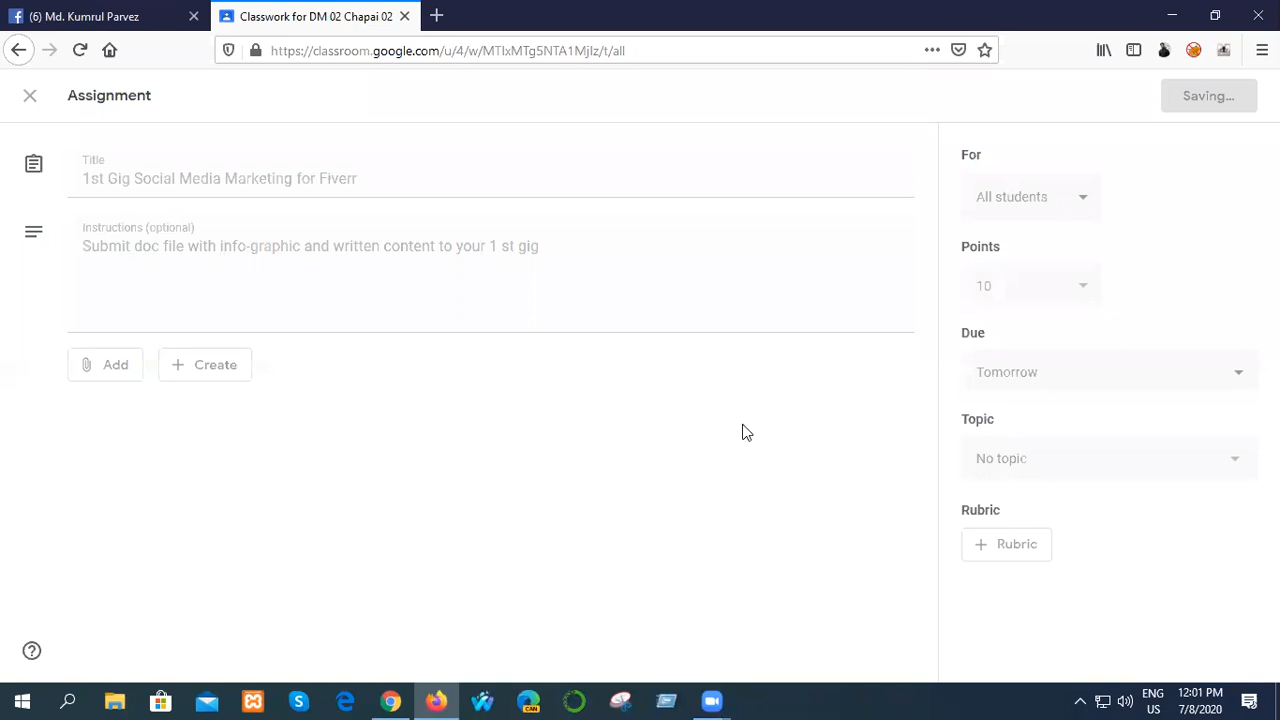 (6) Md. Kumrul Parvez
Classwork for DM 02 Chapai 02
https://classroom.google.com/u/4/w/MTIxMTg5NTA1MjIz/t/all
Assignment
Saving...
Title
1st Gig Social Media Marketing for Fiverr
Instructions (optional)
Submit doc file with info-graphic and written content to your 1 st gig
Add
Create
For
All students
Points
10
Due
Tomorrow
Topic
No topic
Rubric
Rubric
CAN
ENG
US
12:01 PM
7/8/2020